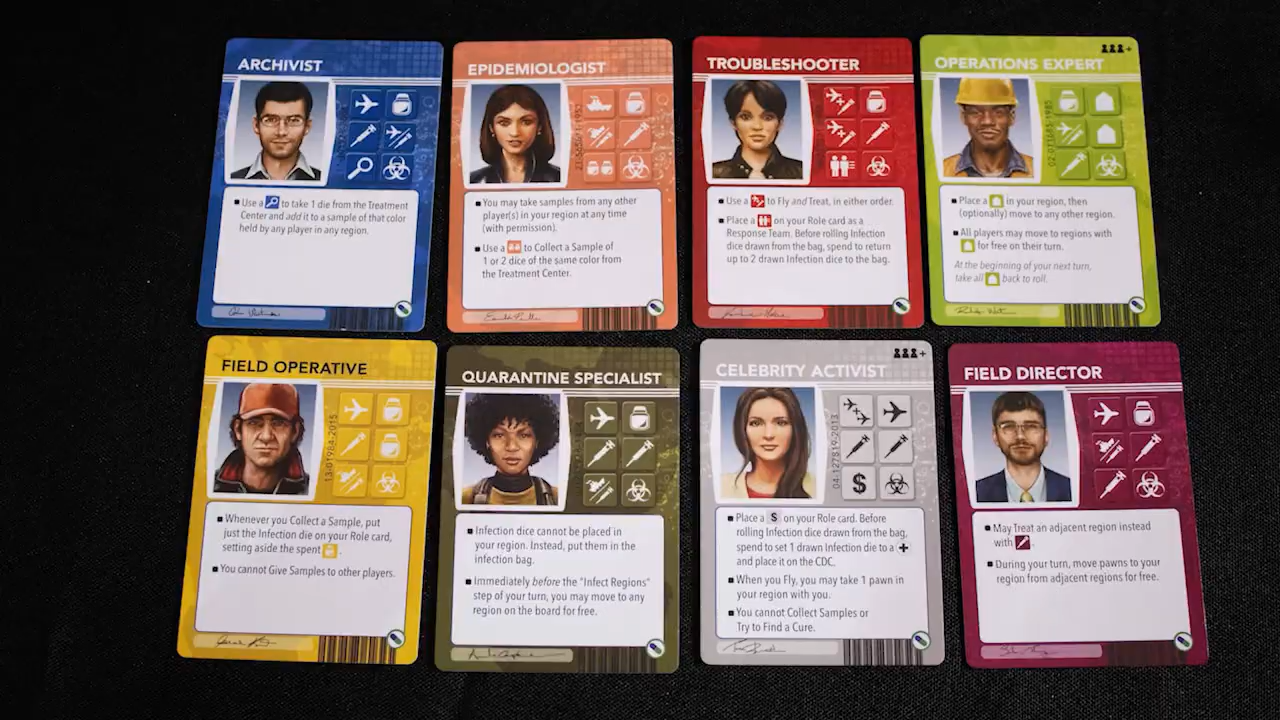 ARCHIVIST
Use a to take 1 die from the Treatment
Center and add it to a sample of that color
held by any player in any region.
EPIDEMIOLOGIST
You may take samples from any other
player(s) in your region at any time
(with permission).
Use a to Collect a Sample of
1 or 2 dice of the same color from
the Treatment Center.
TROUBLESHOOTER
Use a to Fly and Treat, in either order.
Place a on your Role card as a
Response Team. Before rolling Infection
dice drawn from the bag, spend to return
up to 2 drawn Infection dice to the bag.
OPERATIONS EXPERT
+
Place a in your region, then
(optionally) move to any other region.
All players may move to regions with
for free on their turn.
At the beginning of your next turn,
take all back to roll.
FIELD OPERATIVE
13-01984-2015
Whenever you Collect a Sample, put
just the Infection die on your Role card,
setting aside the spent .
You cannot Give Samples to other players.
QUARANTINE SPECIALIST
Infection dice cannot be placed in
your region. Instead, put them in the
infection bag.
Immediately before the "Infect Regions"
step of your turn, you may move to any
region on the board for free.
CELEBRITY ACTIVIST
+
04-127819-2013
$
Place a $ on your Role card. Before
rolling Infection dice drawn from the bag,
spend to set 1 drawn Infection die to a +
and place it on the CDC.
When you Fly, you may take 1 pawn in
your region with you.
You cannot Collect Samples or
Try to Find a Cure.
FIELD DIRECTOR
May Treat an adjacent region instead
with .
During your turn, move pawns to your
region from adjacent regions for free.